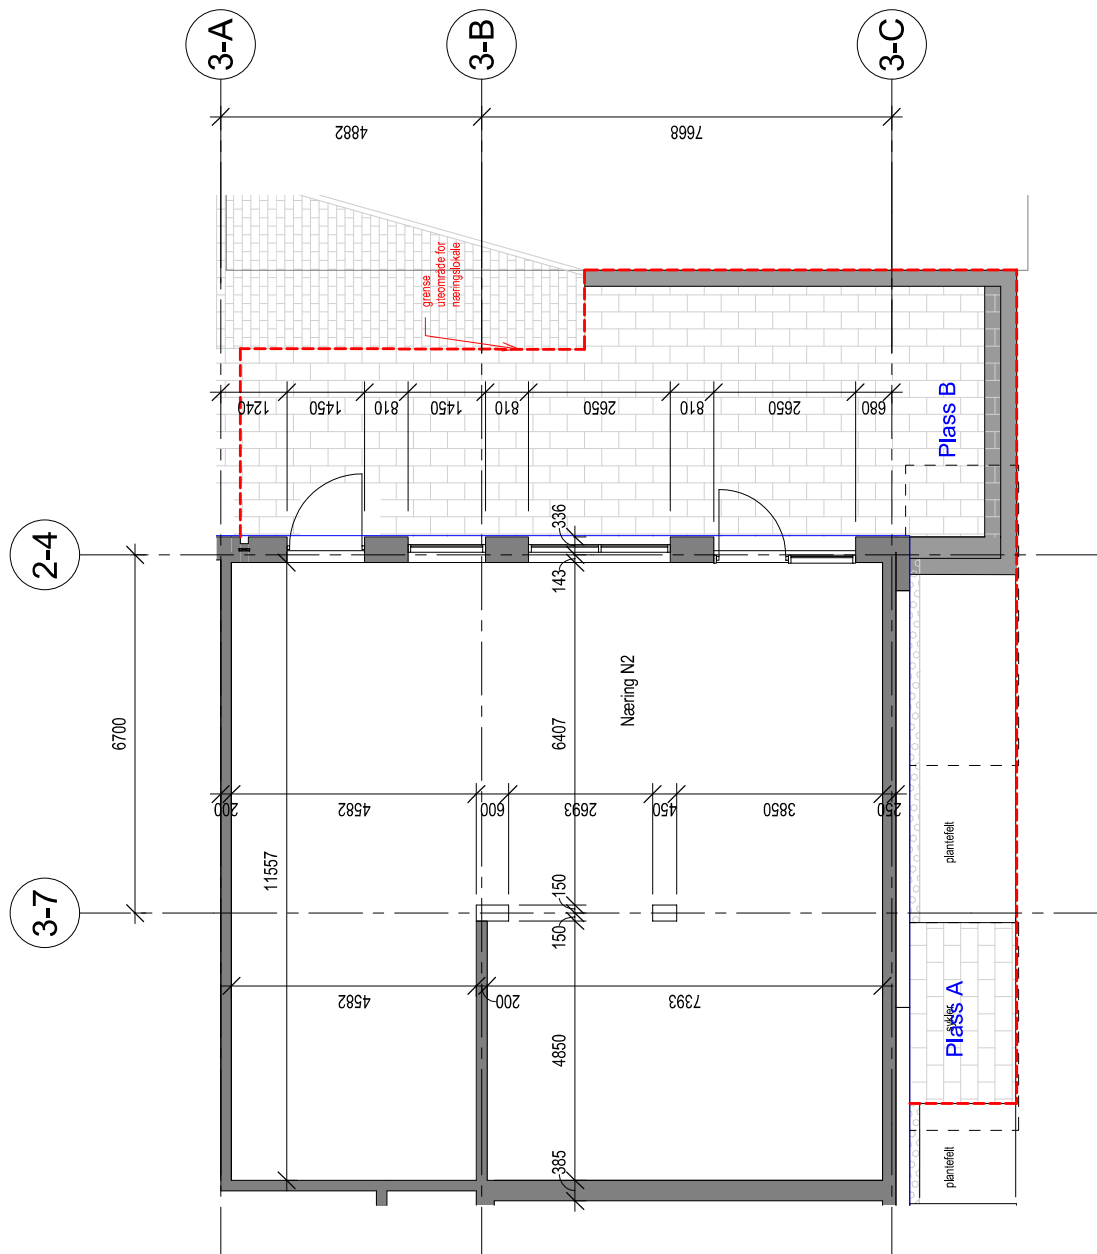 3-A
3-B
3-C
4882
7668
grense
uteområde for
næringslokale
1240
1450
810
1450
810
2650
810
2650
680
Plass B
2-4
336
143
6700
Næring N2
6407
200
4582
600
2693
450
3850
250
11557
150
plantefelt
3-7
150
4582
200
7393
sykler
Plass A
4850
385
plantefelt